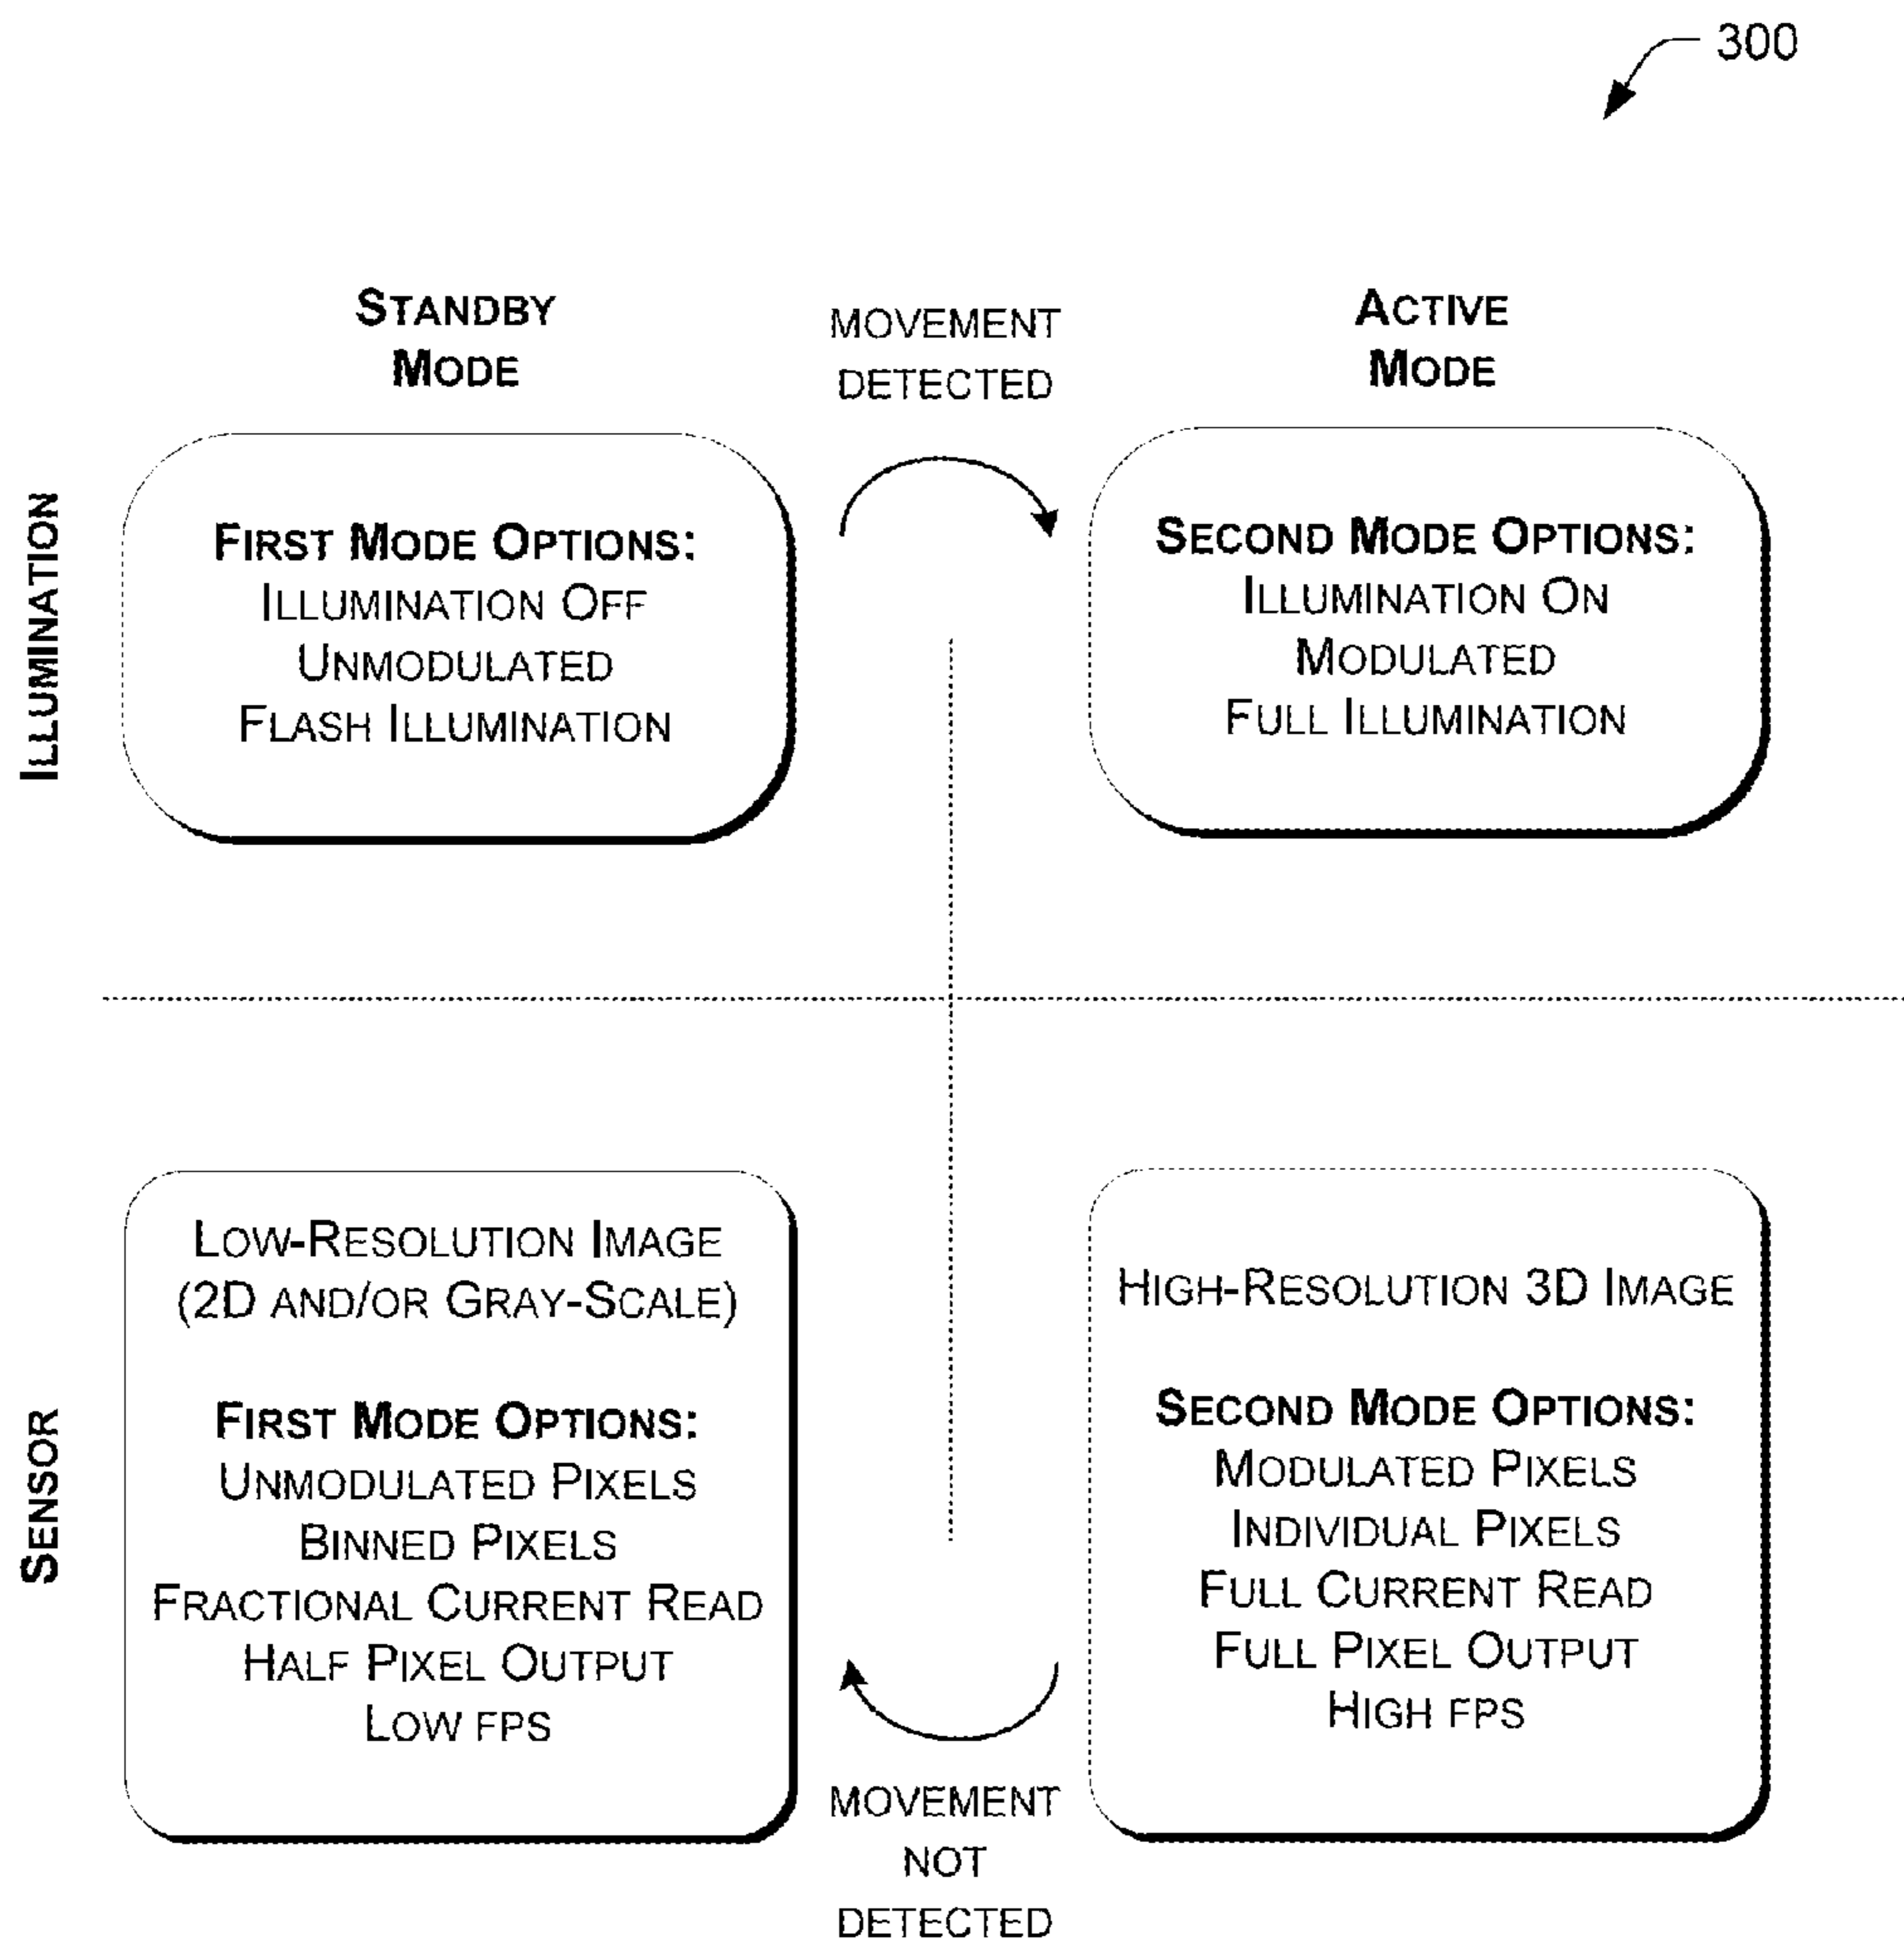 300
STANDBY
MODE
MOVEMENT
DETECTED
ACTIVE
MODE
ILLUMINATION
FIRST MODE OPTIONS:
ILLUMINATION OFF
UNMODULATED
FLASH ILLUMINATION
SECOND MODE OPTIONS:
ILLUMINATION ON
MODULATED
FULL ILLUMINATION
SENSOR
LOW-RESOLUTION IMAGE
(2D AND/OR GRAY-SCALE)
FIRST MODE OPTIONS:
UNMODULATED PIXELS
BINNED PIXELS
FRACTIONAL CURRENT READ
HALF PIXEL OUTPUT
LOW FPS
HIGH-RESOLUTION 3D IMAGE
SECOND MODE OPTIONS:
MODULATED PIXELS
INDIVIDUAL PIXELS
FULL CURRENT READ
FULL PIXEL OUTPUT
HIGH FPS
MOVEMENT
NOT
DETECTED